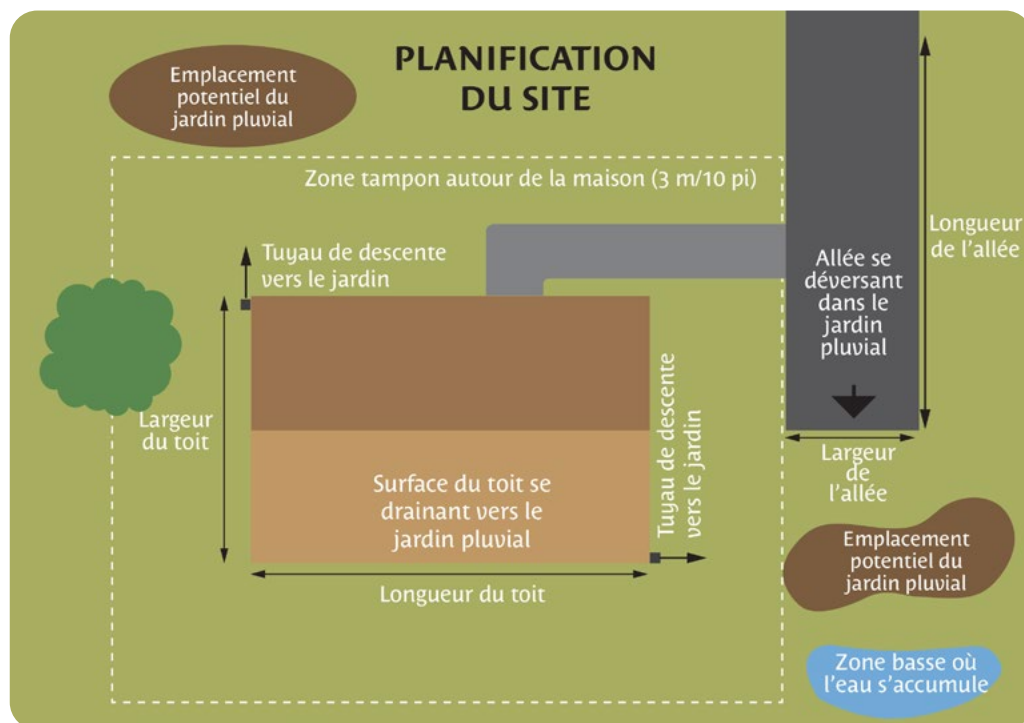 PLANIFICATION
DU SITE
Emplacement
potentiel du
jardin pluvial
Zone tampon autour de la maison (3 m/10 pi)
Tuyau de descente
vers le jardin
Longueur
de l'allée
Allée se
déversant
dans le
jardin
pluvial
Largeur
du toit
Tuyau de descente
vers le jardin
Largeur
de
l'allée
Surface du toit se
drainant vers le
jardin pluvial
Longueur du toit
Emplacement
potentiel du
jardin pluvial
Zone basse où
l'eau s'accumule